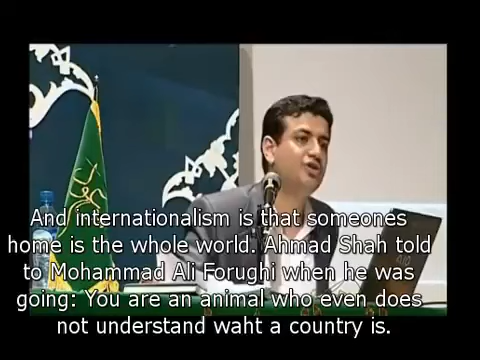 And internationalism is that someones
home is the whole world. Ahmad Shah told
to Mohammad Ali Forughi when he was
going: You are an animal who even does
not understand waht a country is.